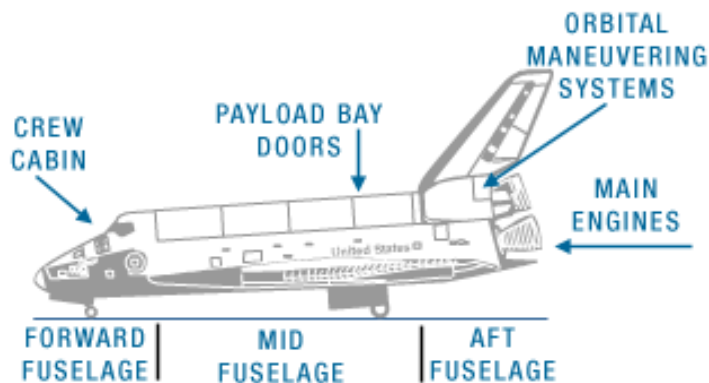 ORBITAL
MANEUVERING
SYSTEMS
PAYLOAD BAY
DOORS
CREW
CABIN
MAIN
ENGINES
United States
FORWARD
FUSELAGE
MID
FUSELAGE
AFT
FUSELAGE